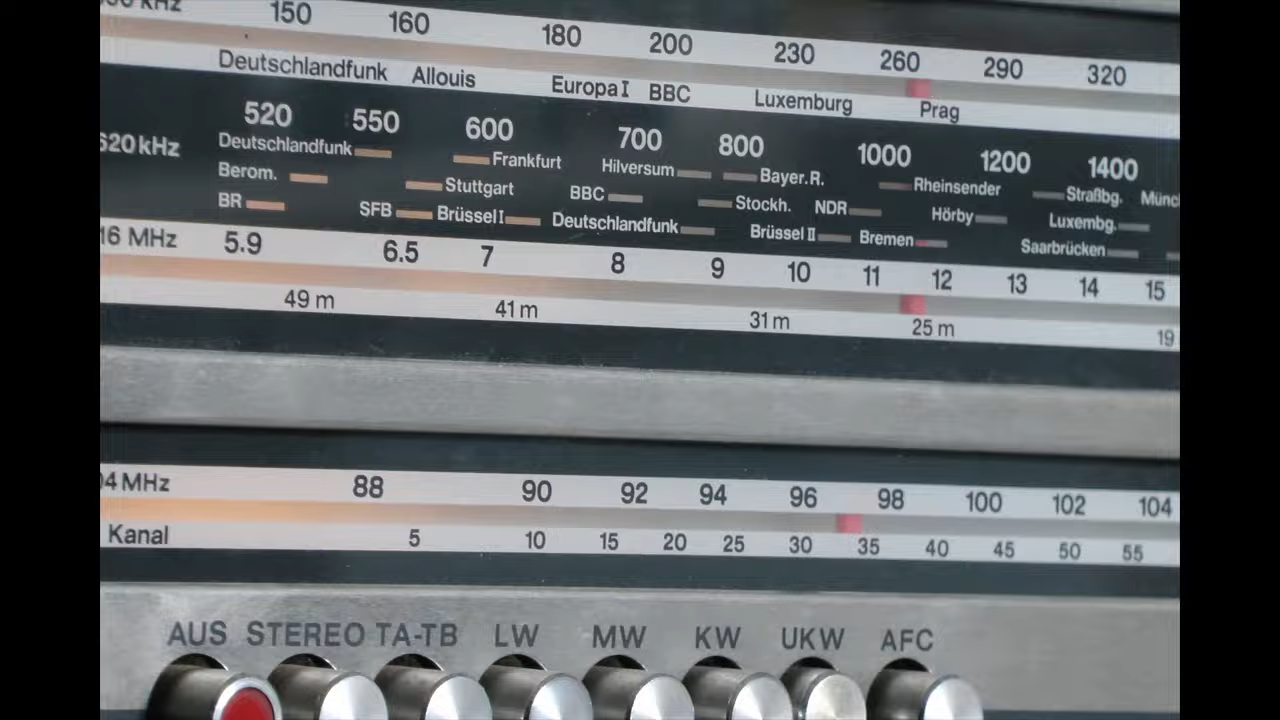 kHz 150 160 180 200 230 260 290 320
Deutschlandfunk Allouis Europa I BBC Luxemburg Prag
520 550 600 700 800 1000 1200 1400
620 kHz Deutschlandfunk Frankfurt Hilversum Bayer.R. Rheinsender Straßbg.
Berom. Stuttgart BBC Stockh. NDR Hörby Luxembg.
BR SFB Brüssel I Deutschlandfunk Brüssel II Bremen Saarbrücken
16 MHz 5.9 6.5 7 8 9 10 11 12 13 14 15
49 m 41 m 31 m 25 m 19
04 MHz 88 90 92 94 96 98 100 102 104
Kanal 5 10 15 20 25 30 35 40 45 50 55
AUS STEREO TA-TB LW MW KW UKW AFC